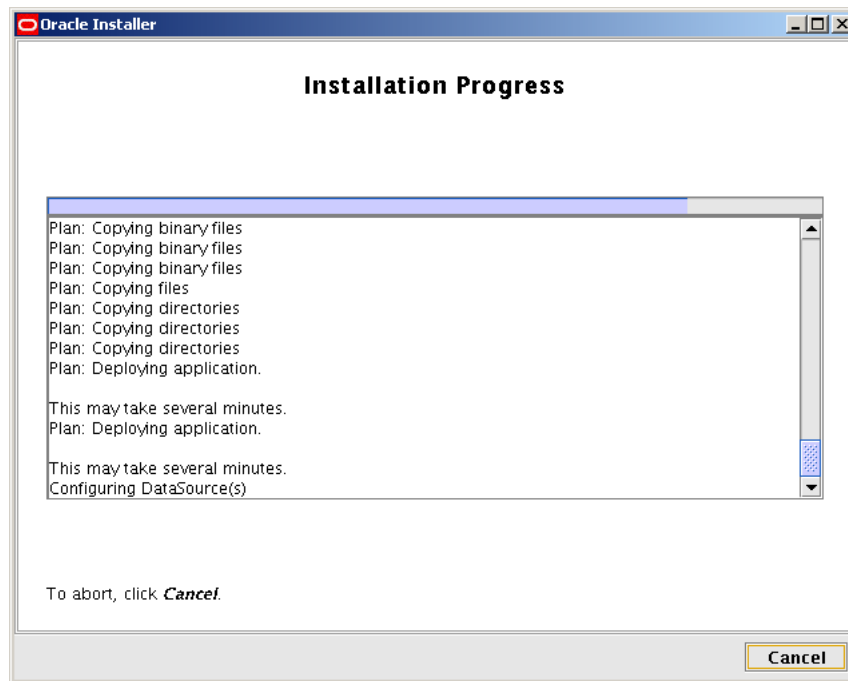 Oracle Installer
Installation Progress
Plan: Copying binary files
Plan: Copying binary files
Plan: Copying binary files
Plan: Copying files
Plan: Copying directories
Plan: Copying directories
Plan: Copying directories
Plan: Deploying application.
This may take several minutes.
Plan: Deploying application.
This may take several minutes.
Configuring DataSource(s)
To abort, click Cancel.
Cancel